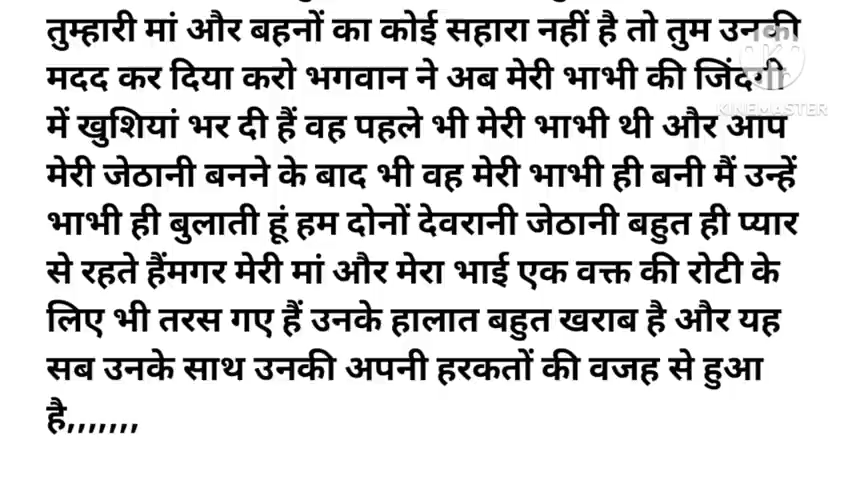 तुम्हारी मां और बहनों का कोई सहारा नहीं है तो तुम उनकी
मदद कर दिया करो भगवान ने अब मेरी भाभी की जिंदगी
में खुशियां भर दी हैं वह पहले भी मेरी भाभी थी और आप
मेरी जेठानी बनने के बाद भी वह मेरी भाभी ही बनी मैं उन्हें
भाभी ही बुलाती हूं हम दोनों देवरानी जेठानी बहुत ही प्यार
से रहते हैंमगर मेरी मां और मेरा भाई एक वक्त की रोटी के
लिए भी तरस गए हैं उनके हालात बहुत खराब है और यह
सब उनके साथ उनकी अपनी हरकतों की वजह से हुआ
है,,,,,,,
KINEMASTER